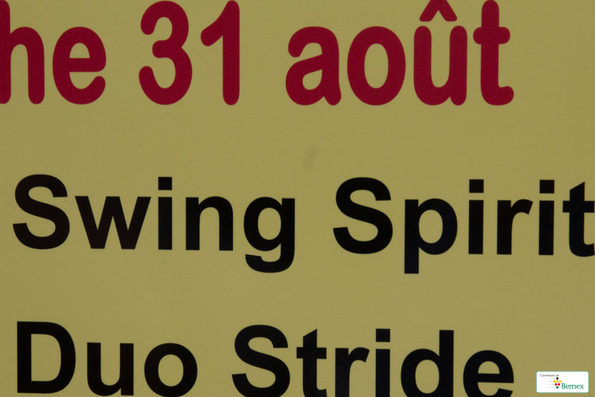 he 31 août
Swing Spirit
Duo Stride
Bernex